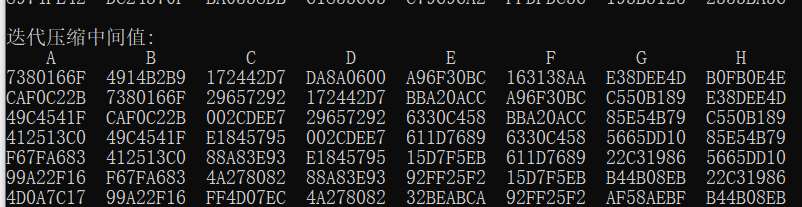 迭代压缩中间值:
A B C D E F G H
7380166F 4914B2B9 172442D7 DA8A0600 A96F30BC 163138AA E38DEE4D B0FB0E4E
CAF0C22B 7380166F 29657292 172442D7 BBA20ACC A96F30BC C550B189 E38DEE4D
49C4541F CAF0C22B 002CDEE7 29657292 6330C458 BBA20ACC 85E54B79 C550B189
412513C0 49C4541F E1845795 002CDEE7 611D7689 6330C458 5665DD10 85E54B79
F67FA683 412513C0 88A83E93 E1845795 15D7F5EB 611D7689 22C31986 5665DD10
99A22F16 F67FA683 4A278082 88A83E93 92FF25F2 15D7F5EB B44B08EB 22C31986
4D0A7C17 99A22F16 FF4D07EC 4A278082 32BEABCA 92FF25F2 AF58AEBF B44B08EB